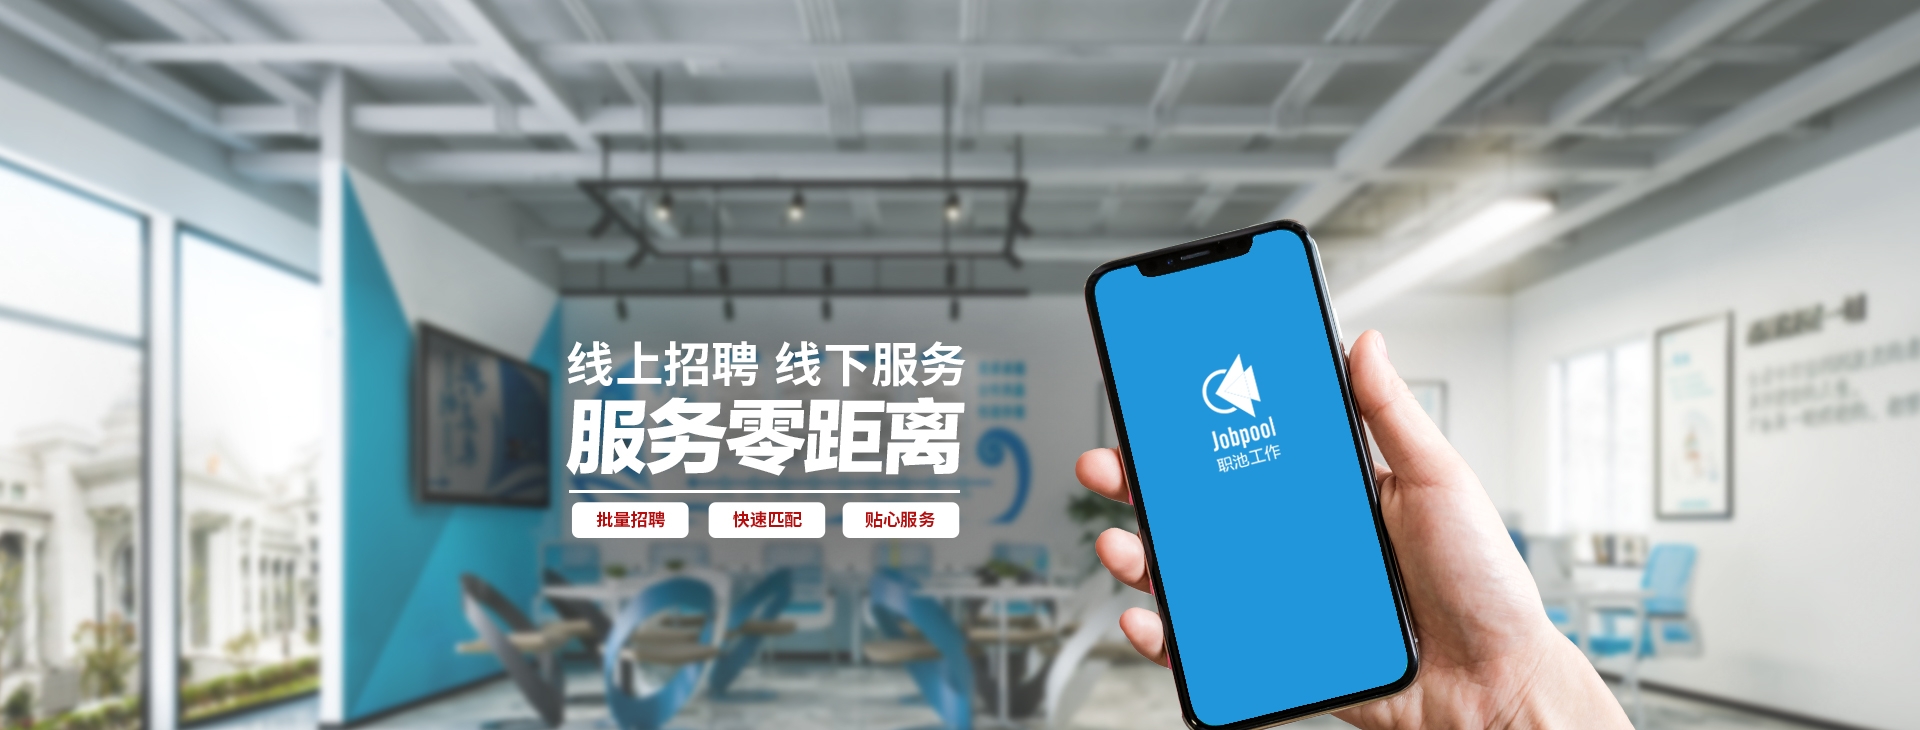 线上招聘 线下服务
服务零距离
批量招聘 快速匹配 贴心服务
Jobpool
职池工作